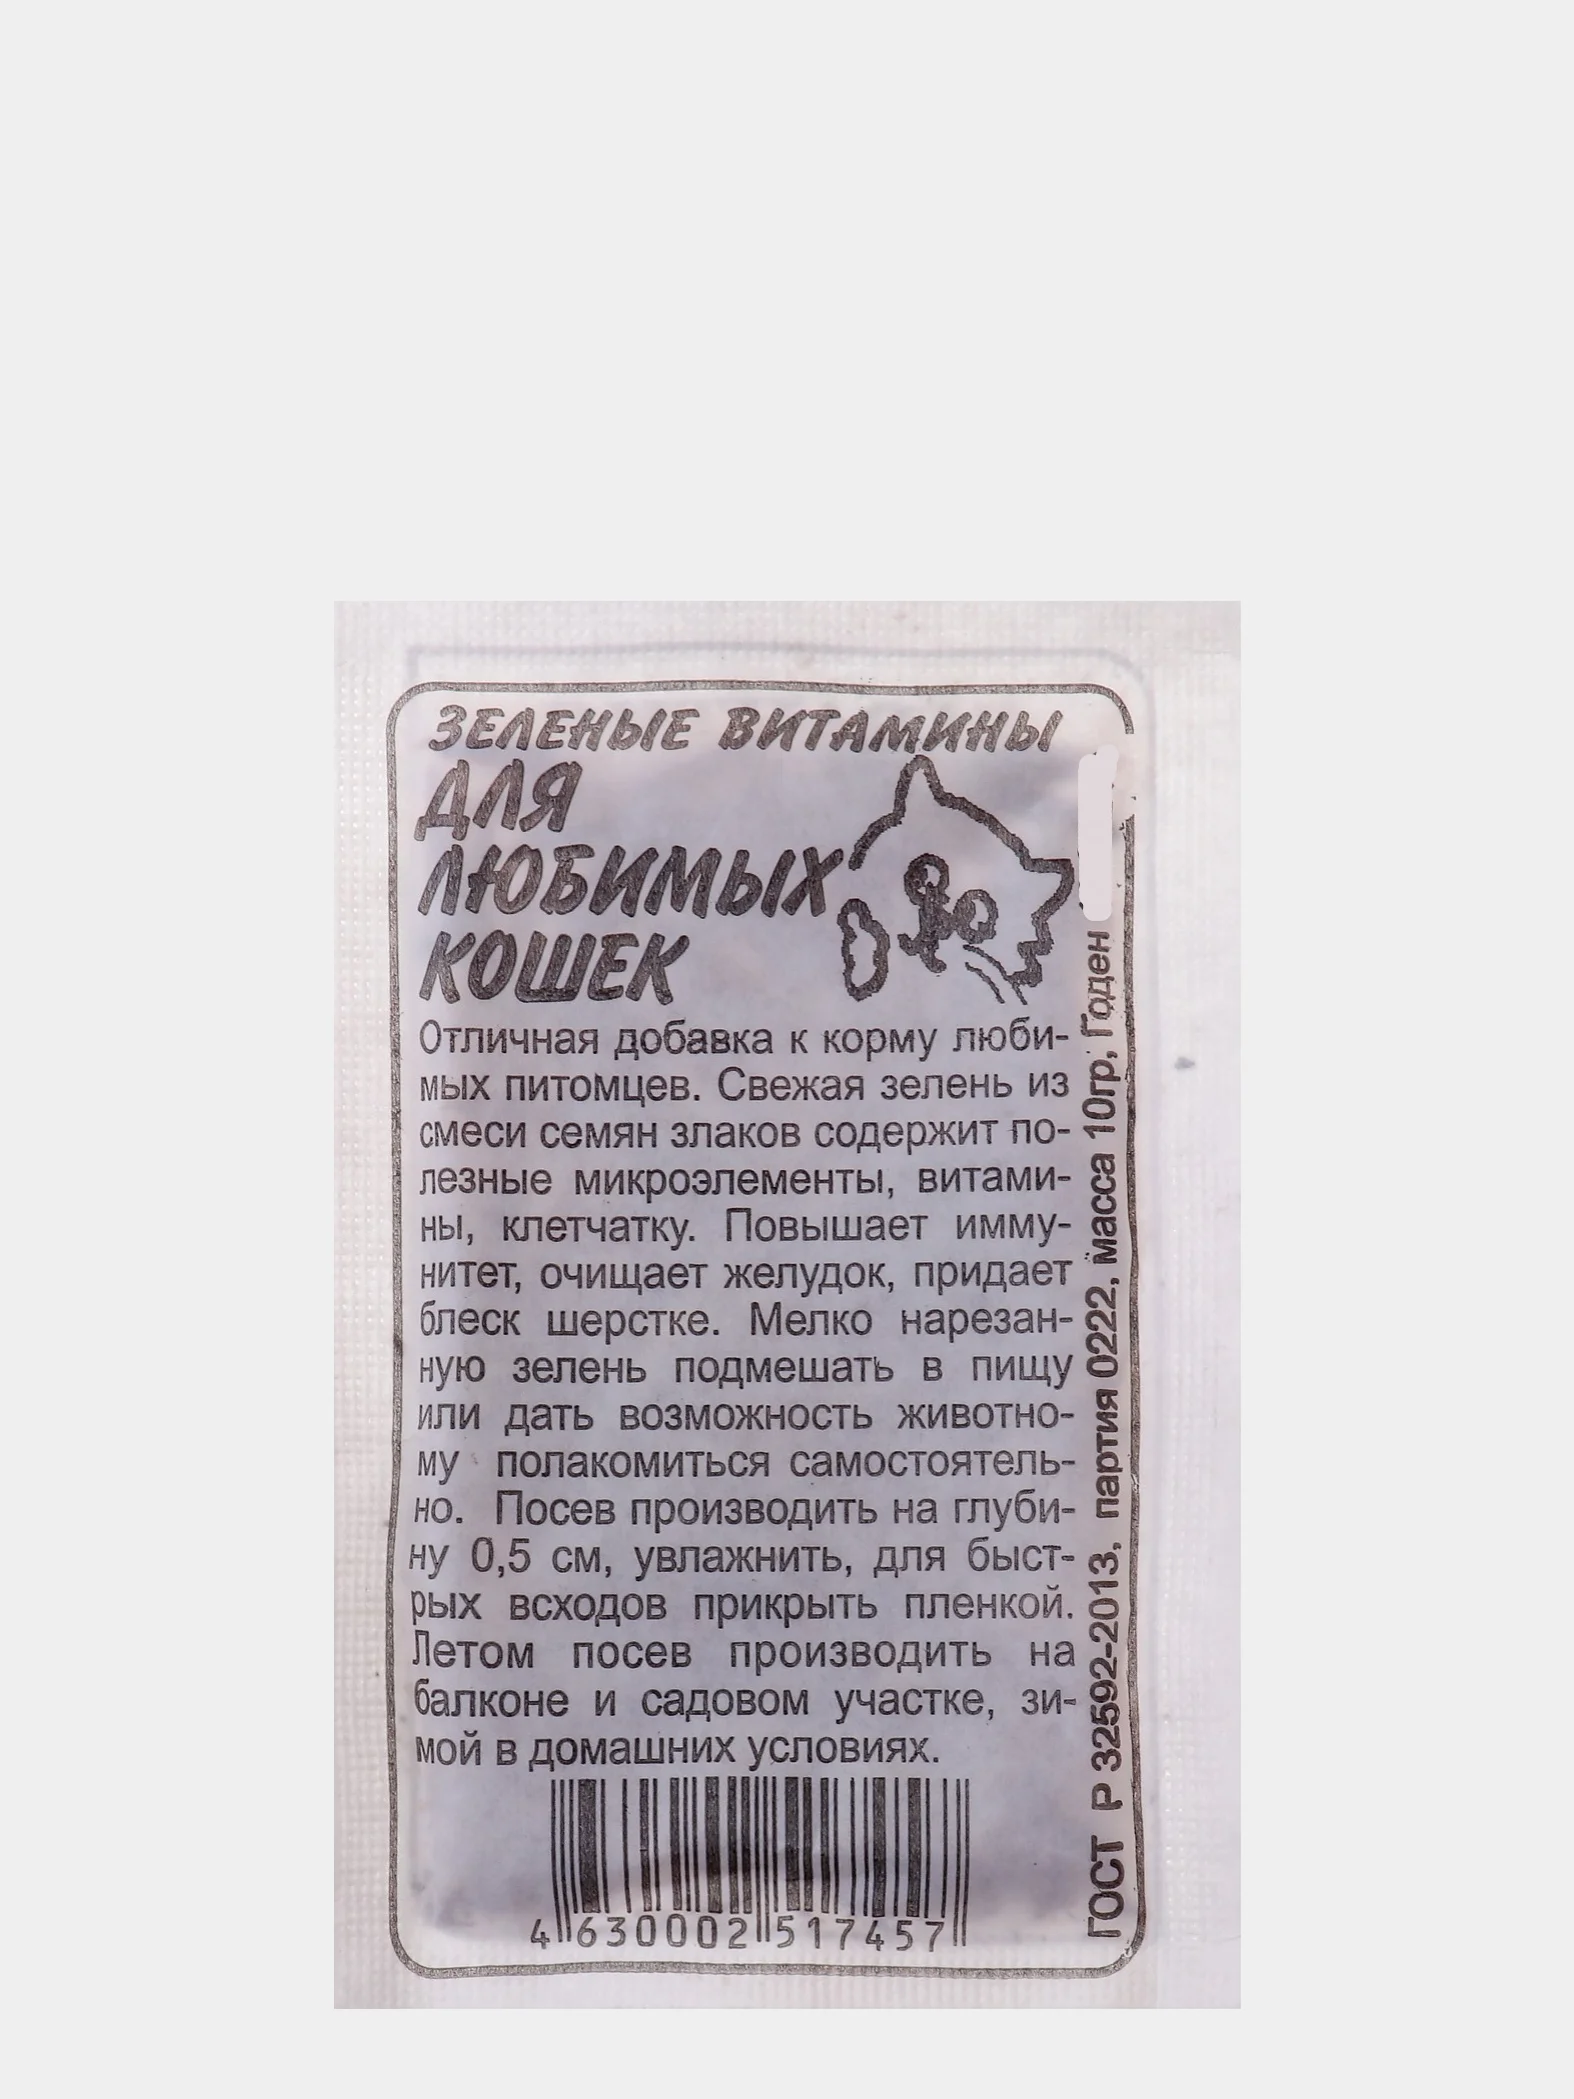 ЗЕЛЕНЫЕ ВИТАМИНЫ
ДЛЯ
ЛЮБИМЫХ
КОШЕК
Отличная добавка к корму люби-
мых питомцев. Свежая зелень из
смеси семян злаков содержит по-
лезные микроэлементы, витами-
ны, клетчатку. Повышает имму-
нитет, очищает желудок, придает
блеск шерстке. Мелко нарезан-
ную зелень подмешать в пищу
или дать возможность животно-
му полакомиться самостоятель-
но. Посев производить на глуби-
ну 0,5 см, увлажнить, для быст-
рых всходов прикрыть пленкой.
Летом посев производить на
балконе и садовом участке, зи-
мой в домашних условиях.
4 630002 517457
ГОСТ Р 32592-2013, партия 0222, масса 10гр, Годен